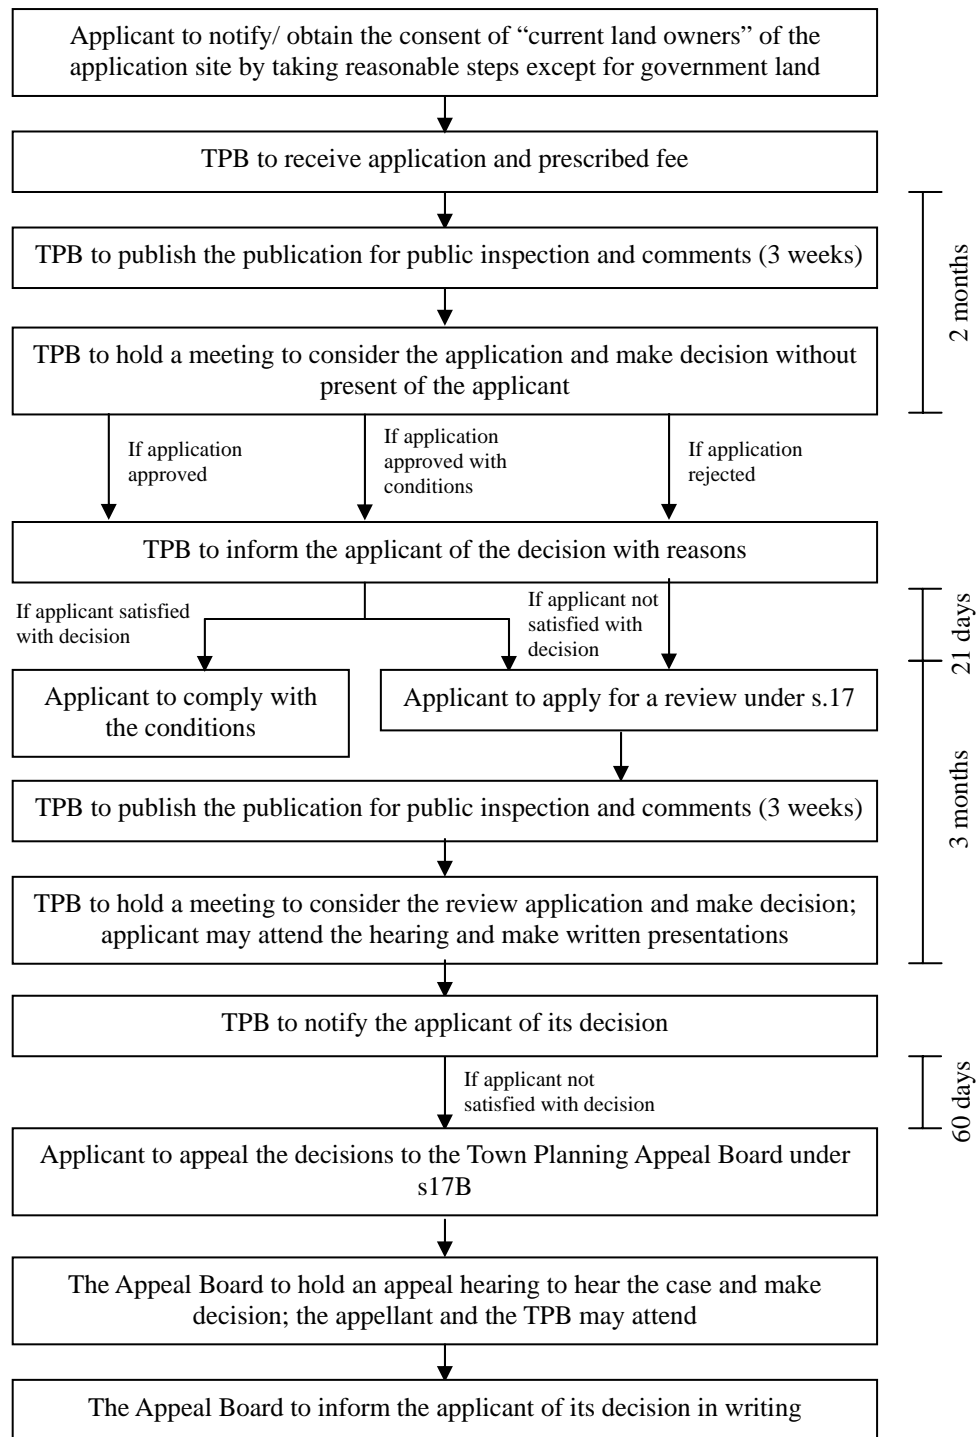 Applicant to notify/ obtain the consent of “current land owners” of the
application site by taking reasonable steps except for government land
TPB to receive application and prescribed fee
TPB to publish the publication for public inspection and comments (3 weeks)
2 months
TPB to hold a meeting to consider the application and make decision without
present of the applicant
If application
approved
If application
approved with
conditions
If application
rejected
TPB to inform the applicant of the decision with reasons
If applicant satisfied
with decision
If applicant not
satisfied with
decision
21 days
Applicant to comply with
the conditions
Applicant to apply for a review under s.17
TPB to publish the publication for public inspection and comments (3 weeks)
3 months
TPB to hold a meeting to consider the review application and make decision;
applicant may attend the hearing and make written presentations
TPB to notify the applicant of its decision
If applicant not
satisfied with decision
60 days
Applicant to appeal the decisions to the Town Planning Appeal Board under
s17B
The Appeal Board to hold an appeal hearing to hear the case and make
decision; the appellant and the TPB may attend
The Appeal Board to inform the applicant of its decision in writing